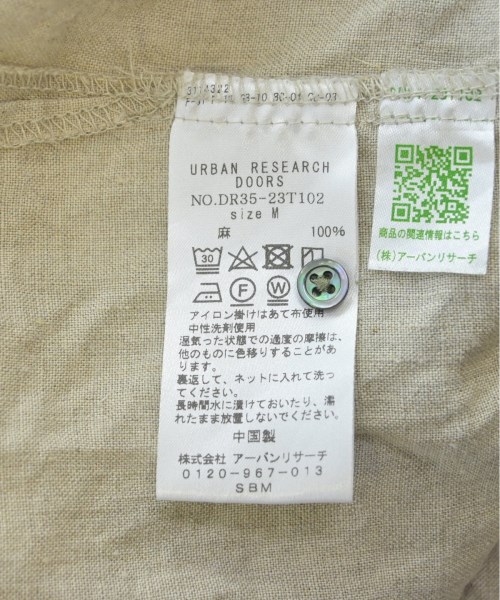 URBAN RESEARCH
DOORS
NO.DR35-23T102
size M
麻 100%
30
F W
アイロン掛けはあて布使用
中性洗剤使用
湿気った状態での過度の摩擦は、
他のものに色移りすることがあ
ります。
裏返して、ネットに入れて洗っ
てください。
長時間水に漬けておいたり、濡
れたまま放置しないでください。
中国製
株式会社 アーバンリサーチ
0120-967-013
SBM
商品の関連情報はこちら
(株)アーバンリサーチ